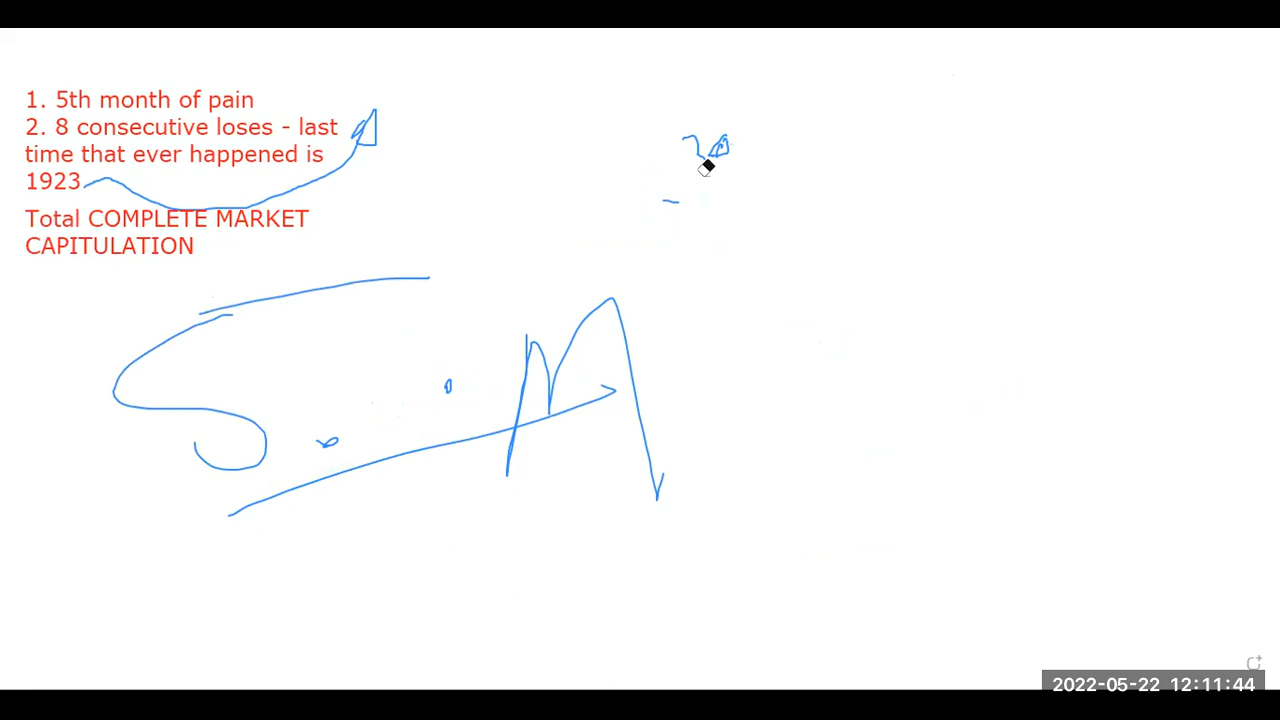 1. 5th month of pain
2. 8 consecutive loses - last
time that ever happened is
1923
Total COMPLETE MARKET
CAPITULATION
S M
2022-05-22 12:11:44